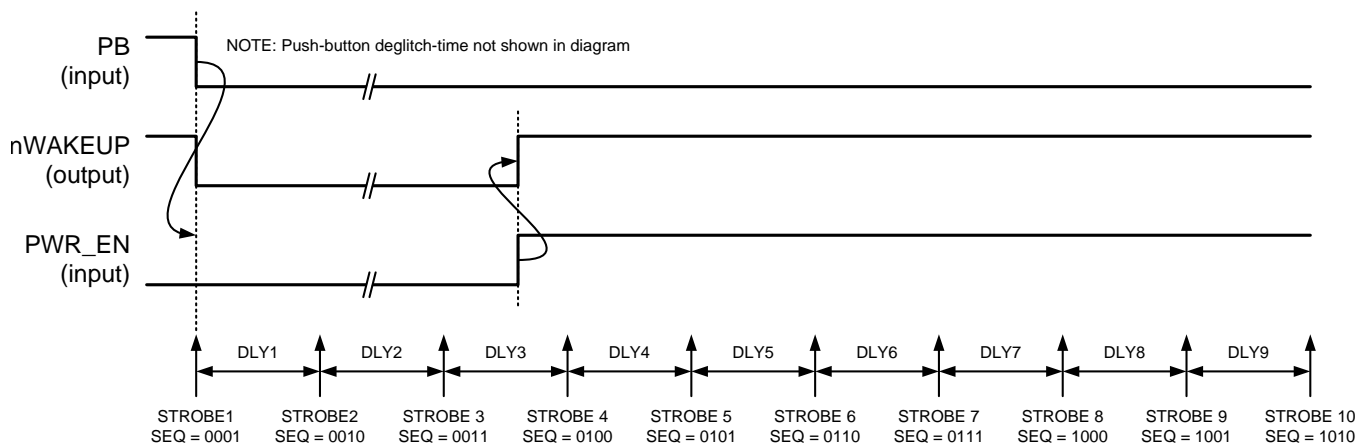 PB
(input)
NOTE: Push-button deglitch-time not shown in diagram
nWAKEUP
(output)
PWR_EN
(input)
DLY1 DLY2 DLY3 DLY4 DLY5 DLY6 DLY7 DLY8 DLY9
STROBE1 STROBE2 STROBE 3 STROBE 4 STROBE 5 STROBE 6 STROBE 7 STROBE 8 STROBE 9 STROBE 10
SEQ = 0001 SEQ = 0010 SEQ = 0011 SEQ = 0100 SEQ = 0101 SEQ = 0110 SEQ = 0111 SEQ = 1000 SEQ = 1001 SEQ = 1010